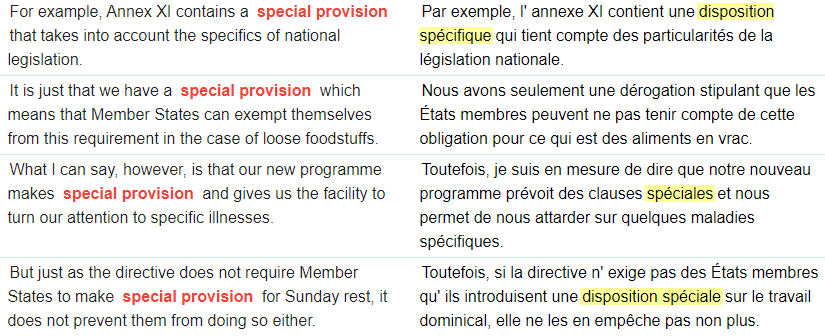 For example, Annex XI contains a special provision
that takes into account the specifics of national
legislation.
Par exemple, l' annexe XI contient une disposition
spécifique qui tient compte des particularités de la
législation nationale.
It is just that we have a special provision which
means that Member States can exempt themselves
from this requirement in the case of loose foodstuffs.
Nous avons seulement une dérogation stipulant que les
États membres peuvent ne pas tenir compte de cette
obligation pour ce qui est des aliments en vrac.
What I can say, however, is that our new programme
makes special provision and gives us the facility to
turn our attention to specific illnesses.
Toutefois, je suis en mesure de dire que notre nouveau
programme prévoit des clauses spéciales et nous
permet de nous attarder sur quelques maladies
spécifiques.
But just as the directive does not require Member
States to make special provision for Sunday rest, it
does not prevent them from doing so either.
Toutefois, si la directive n' exige pas des États membres
qu' ils introduisent une disposition spéciale sur le travail
dominical, elle ne les en empêche pas non plus.